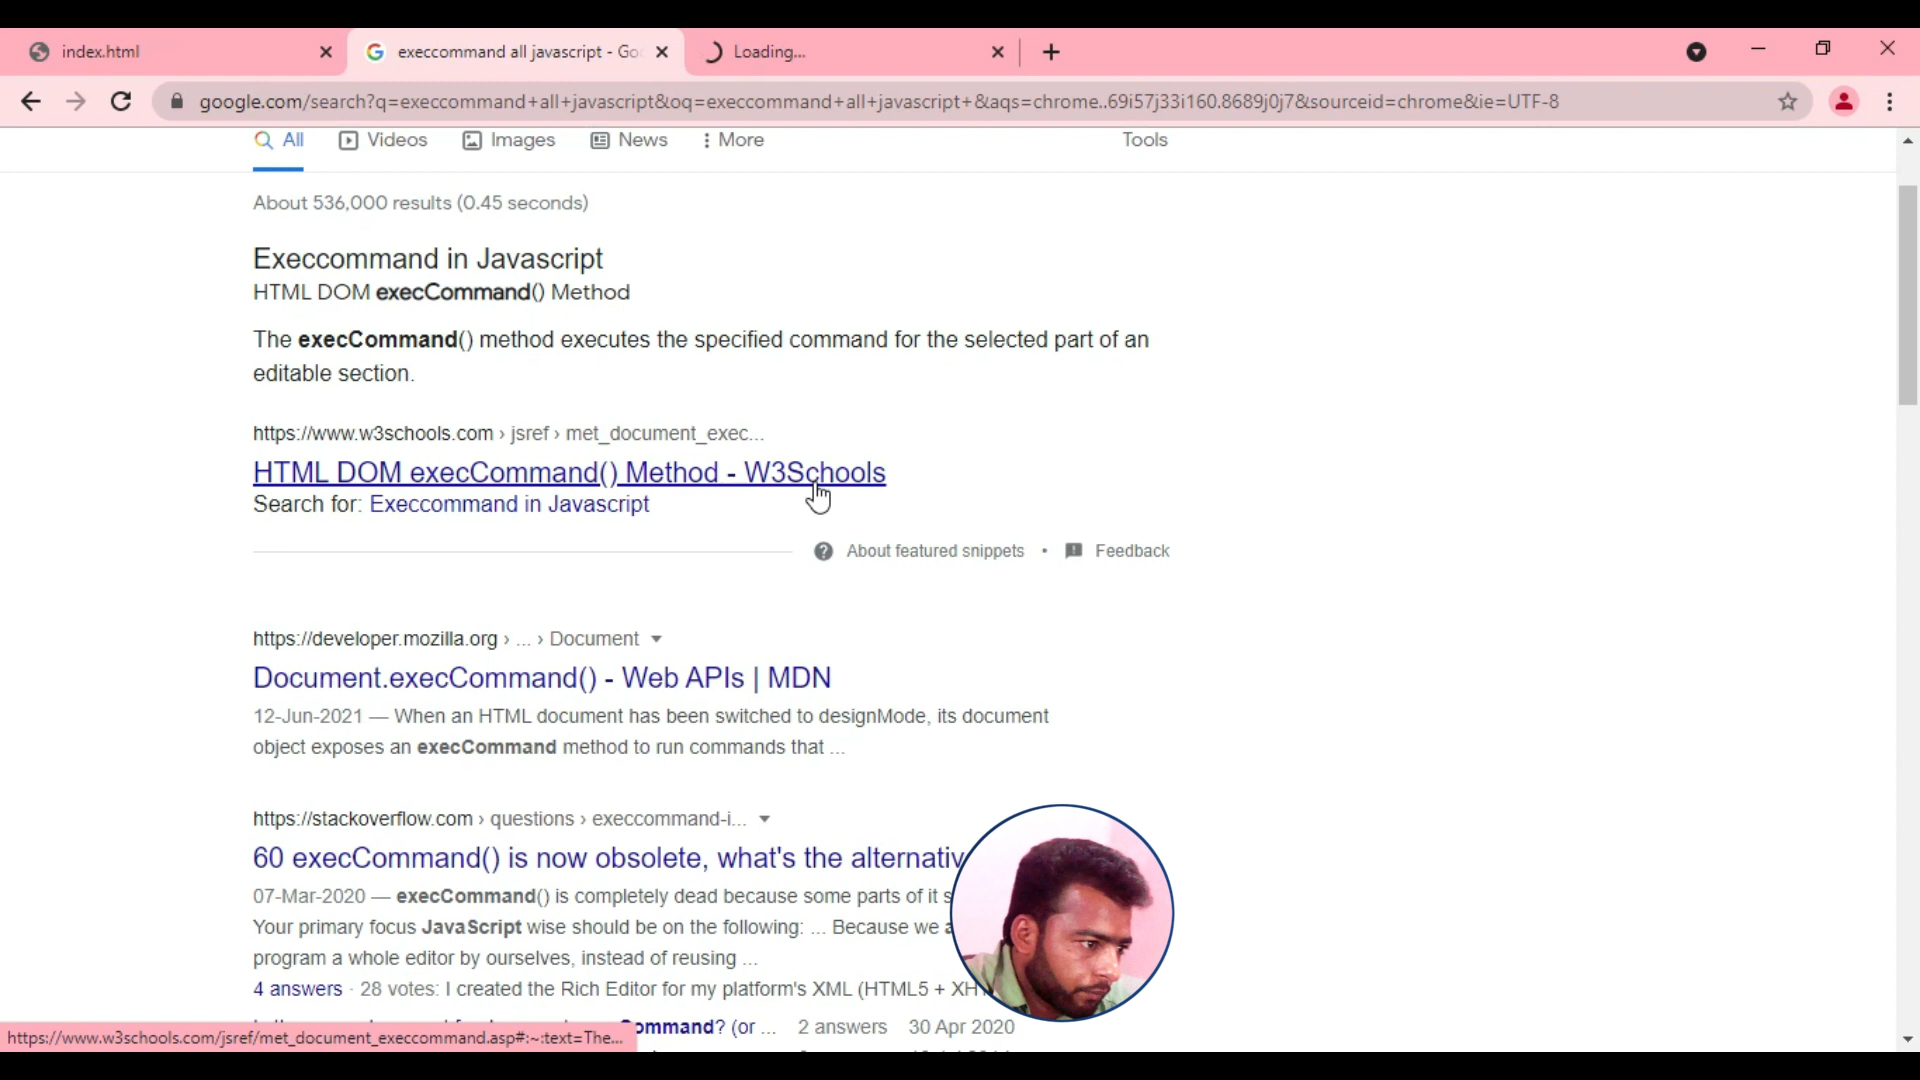 index.html
execcommand all javascript - Go
Loading...
google.com/search?q=execcommand+all+javascript&oq=execcommand+all+javascript+&aqs=chrome..69i57j33i160.8689j0j7&sourceid=chrome&ie=UTF-8
All Videos Images News More Tools
About 536,000 results (0.45 seconds)
Execcommand in Javascript
HTML DOM execCommand() Method
The execCommand() method executes the specified command for the selected part of an
editable section.
https://www.w3schools.com › jsref › met_document_exec...
HTML DOM execCommand() Method - W3Schools
Search for: Execcommand in Javascript
About featured snippets • Feedback
https://developer.mozilla.org › ... › Document
Document.execCommand() - Web APIs | MDN
12-Jun-2021 — When an HTML document has been switched to designMode, its document
object exposes an execCommand method to run commands that ...
https://stackoverflow.com › questions › execcommand-i...
60 execCommand() is now obsolete, what's the alternativ
07-Mar-2020 — execCommand() is completely dead because some parts of it s
Your primary focus JavaScript wise should be on the following: ... Because we a
program a whole editor by ourselves, instead of reusing ...
4 answers · 28 votes: I created the Rich Editor for my platform's XML (HTML5 + XH
ommand? (or ... 2 answers 30 Apr 2020
https://www.w3schools.com/jsref/met_document_execcommand.asp#:~:text=The...